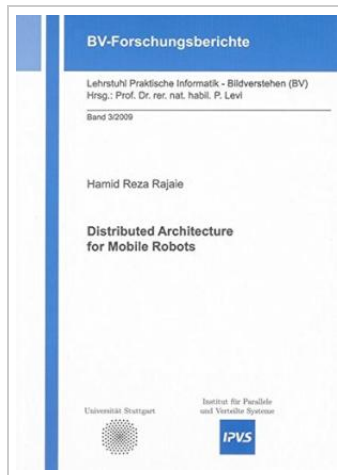 BV-Forschungsberichte
Lehrstuhl Praktische Informatik - Bildverstehen (BV)
Hrsg.: Prof. Dr. rer. nat. habil. P. Levi
Band 3/2009
Hamid Reza Rajaie
Distributed Architecture
for Mobile Robots
Universität Stuttgart
Institut für Parallele
und Verteilte Systeme
IPVS